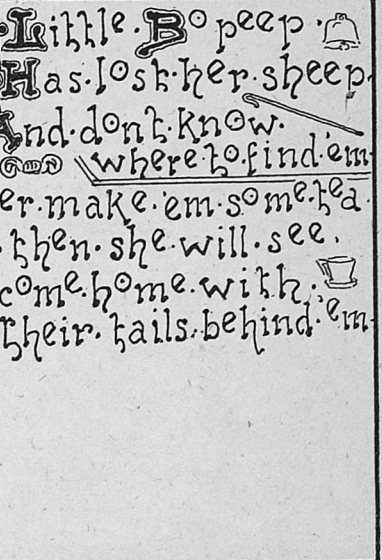 Little Bo peep
Has lost her sheep
And don't know
where to find 'em
er make 'em some tea
then she will see
come home with
their tails behind 'em